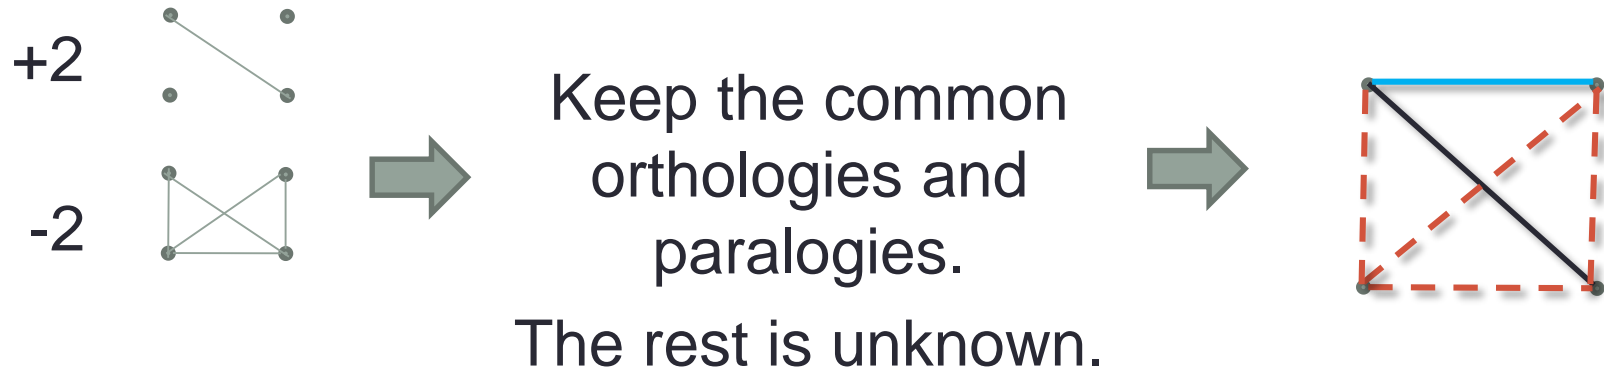 +2
-2
Keep the common
orthologies and
paralogies.
The rest is unknown.